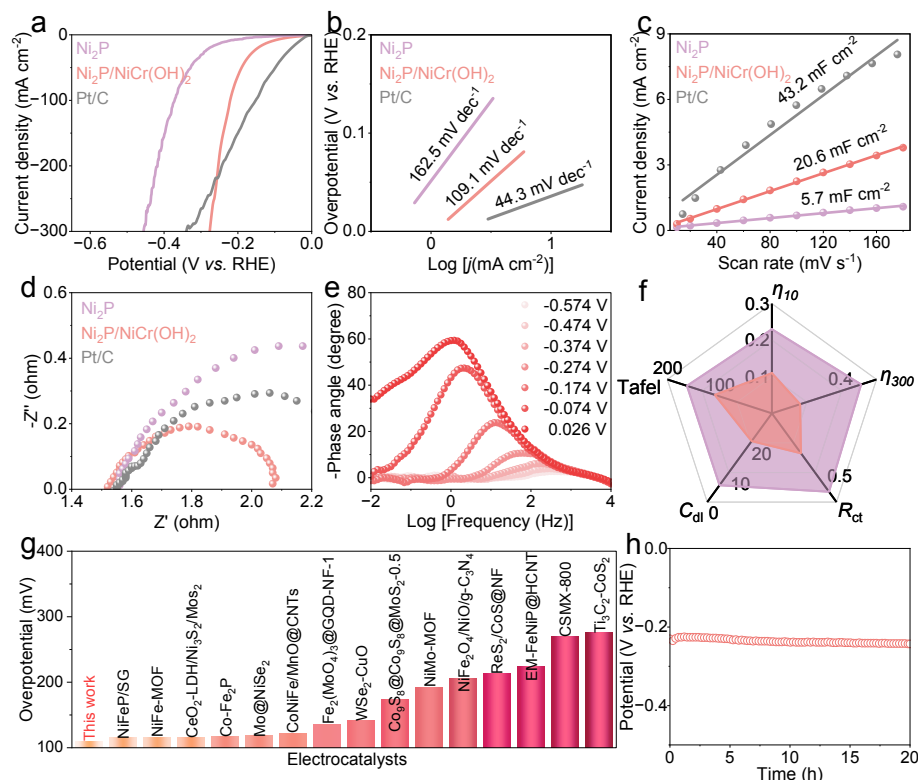 a
Ni₂P
Ni₂P/NiCr(OH)₂
Pt/C
0
−100
−200
−300
−0.6
−0.4
−0.2
0.0
Current density (mA cm⁻²)
Potential (V vs. RHE)
b
162.5 mV dec⁻¹
109.1 mV dec⁻¹
44.3 mV dec⁻¹
0.2
0.1
0.0
0
1
Overpotential (V vs. RHE)
Log [j(mA cm⁻²)]
c
Ni₂P
Ni₂P/NiCr(OH)₂
Pt/C
43.2 mF cm⁻²
20.6 mF cm⁻²
5.7 mF cm⁻²
9
6
3
0
40
80
120
160
Current density (mA cm⁻²)
Scan rate (mV s⁻¹)
d
Ni₂P
Ni₂P/NiCr(OH)₂
Pt/C
0.4
0.2
0.0
1.4
1.6
1.8
2.0
2.2
-Z'' (ohm)
Z' (ohm)
e
-0.574 V
-0.474 V
-0.374 V
-0.274 V
-0.174 V
-0.074 V
0.026 V
80
60
40
20
0
-20
-2
0
2
4
-Phase angle (degree)
Log [Frequency (Hz)]
f
η₁₀
0.3
0.2
0.1
η₃₀₀
0.4
Rct
0.5
Cdl
0
10
20
Tafel
200
100
g
400
300
200
100
Overpotential (mV)
This work
NiFeP/SG
NiFe-MOF
CeO₂-LDH/Ni₃S₂/Mos₂
Co-Fe₂P
Mo@NiSe₂
CoNiFe/MnO@CNTs
Fe₂(MoO₄)₃@GQD-NF-1
WSe₂-CuO
Co₉S₈@Co₉S₈@MoS₂-0.5
NiMo-MOF
NiFe₂O₄/NiO/g-C₃N₄
ReS₂/CoS@NF
EM-FeNiP@HCNT
CSMX-800
Ti₃C₂-CoS₂
Electrocatalysts
h
0.0
−0.2
−0.4
0
5
10
15
20
Potential (V vs. RHE)
Time (h)